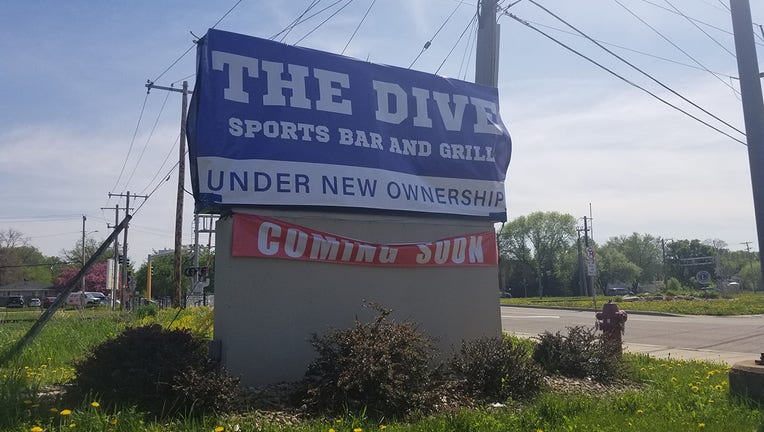 THE DIVE
SPORTS BAR AND GRILL
UNDER NEW OWNERSHIP
COMING SOON